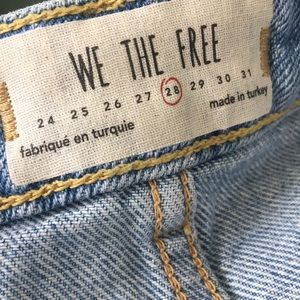 WE THE FREE
24 25 26 27 28 29 30 31
fabriqué en turquie made in turkey